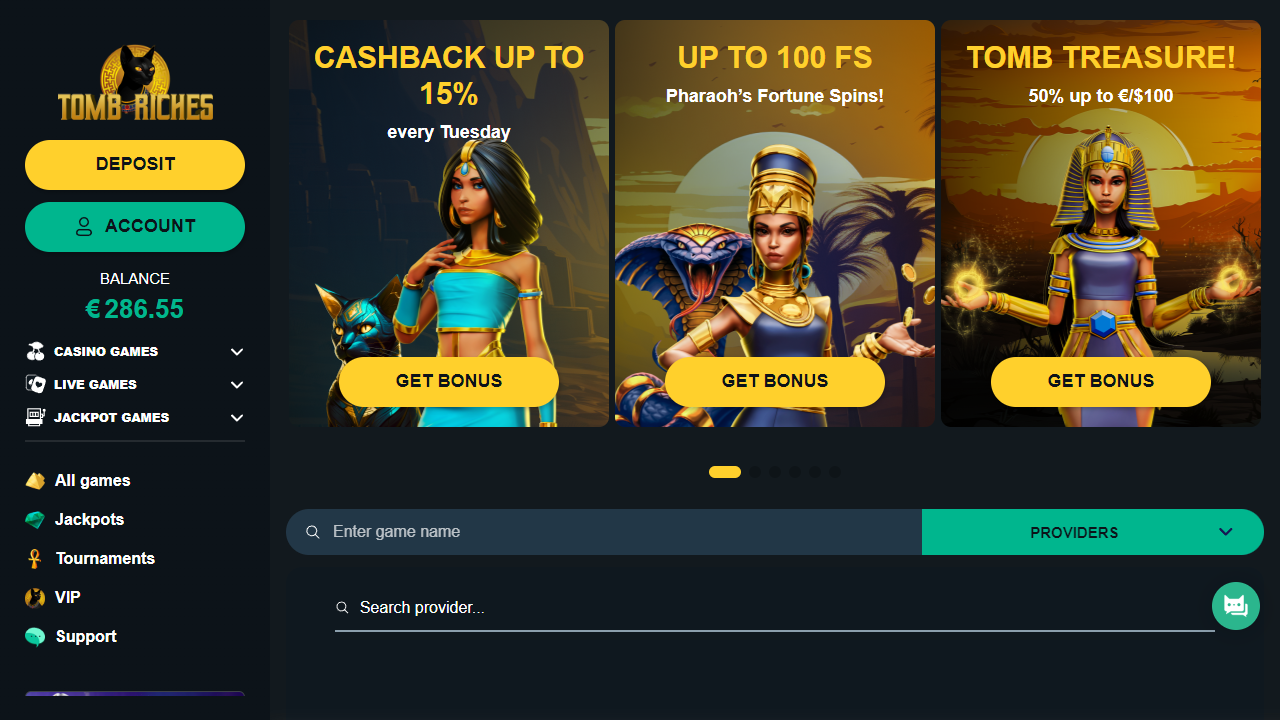 TOMB RICHES
DEPOSIT
ACCOUNT
BALANCE
€ 286.55
CASINO GAMES
LIVE GAMES
JACKPOT GAMES
All games
Jackpots
Tournaments
VIP
Support
CASHBACK UP TO
15%
every Tuesday
GET BONUS
UP TO 100 FS
Pharaoh’s Fortune Spins!
GET BONUS
TOMB TREASURE!
50% up to €/$100
GET BONUS
Enter game name
PROVIDERS
Search provider...